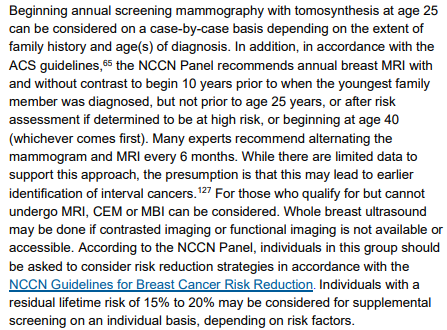 Beginning annual screening mammography with tomosynthesis at age 25
can be considered on a case-by-case basis depending on the extent of
family history and age(s) of diagnosis. In addition, in accordance with the
ACS guidelines,65 the NCCN Panel recommends annual breast MRI with
and without contrast to begin 10 years prior to when the youngest family
member was diagnosed, but not prior to age 25 years, or after risk
assessment if determined to be at high risk, or beginning at age 40
(whichever comes first). Many experts recommend alternating the
mammogram and MRI every 6 months. While there are limited data to
support this approach, the presumption is that this may lead to earlier
identification of interval cancers.127 For those who qualify for but cannot
undergo MRI, CEM or MBI can be considered. Whole breast ultrasound
may be done if contrasted imaging or functional imaging is not available or
accessible. According to the NCCN Panel, individuals in this group should
be asked to consider risk reduction strategies in accordance with the
NCCN Guidelines for Breast Cancer Risk Reduction. Individuals with a
residual lifetime risk of 15% to 20% may be considered for supplemental
screening on an individual basis, depending on risk factors.